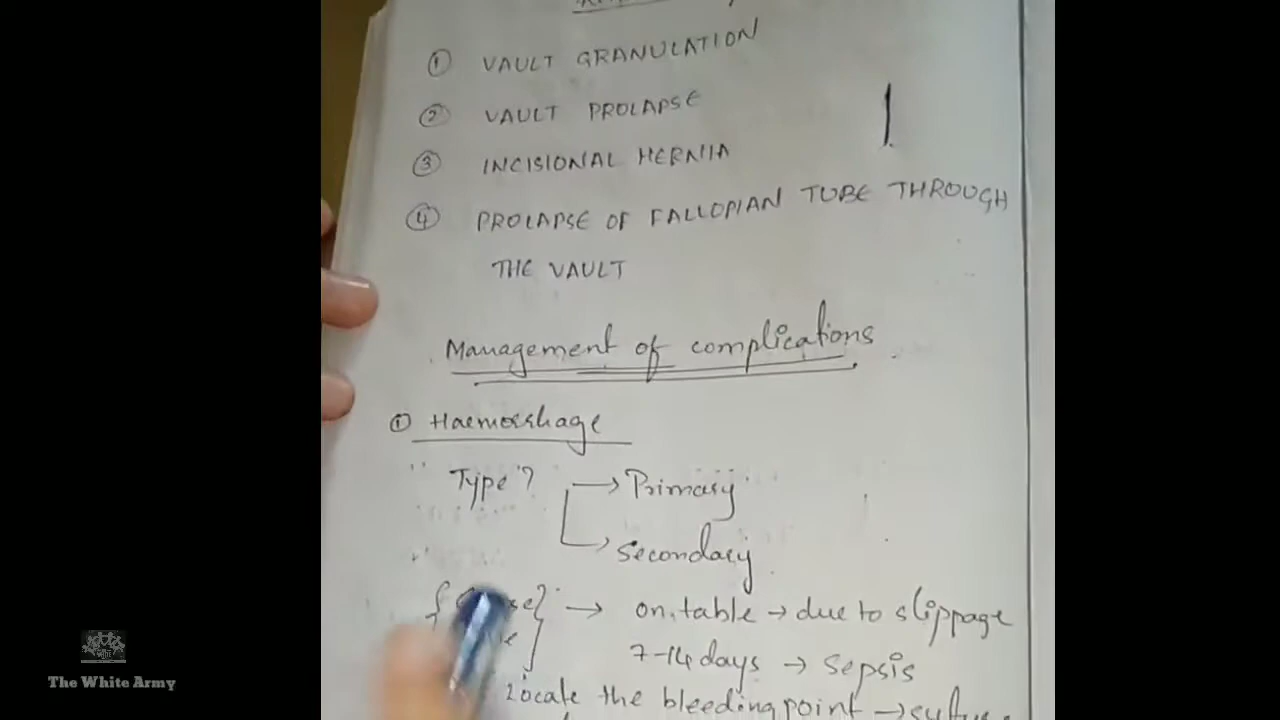 ① VAULT GRANULATION
② VAULT PROLAPSE
③ INCISIONAL HERNIA
④ PROLAPSE OF FALLOPIAN TUBE THROUGH
THE VAULT
Management of complications
① Haemorrhage
Type ? → Primary
→ Secondary
→ on.table → due to slippage
7-14 days → Sepsis
Locate the bleeding point →
The White Army